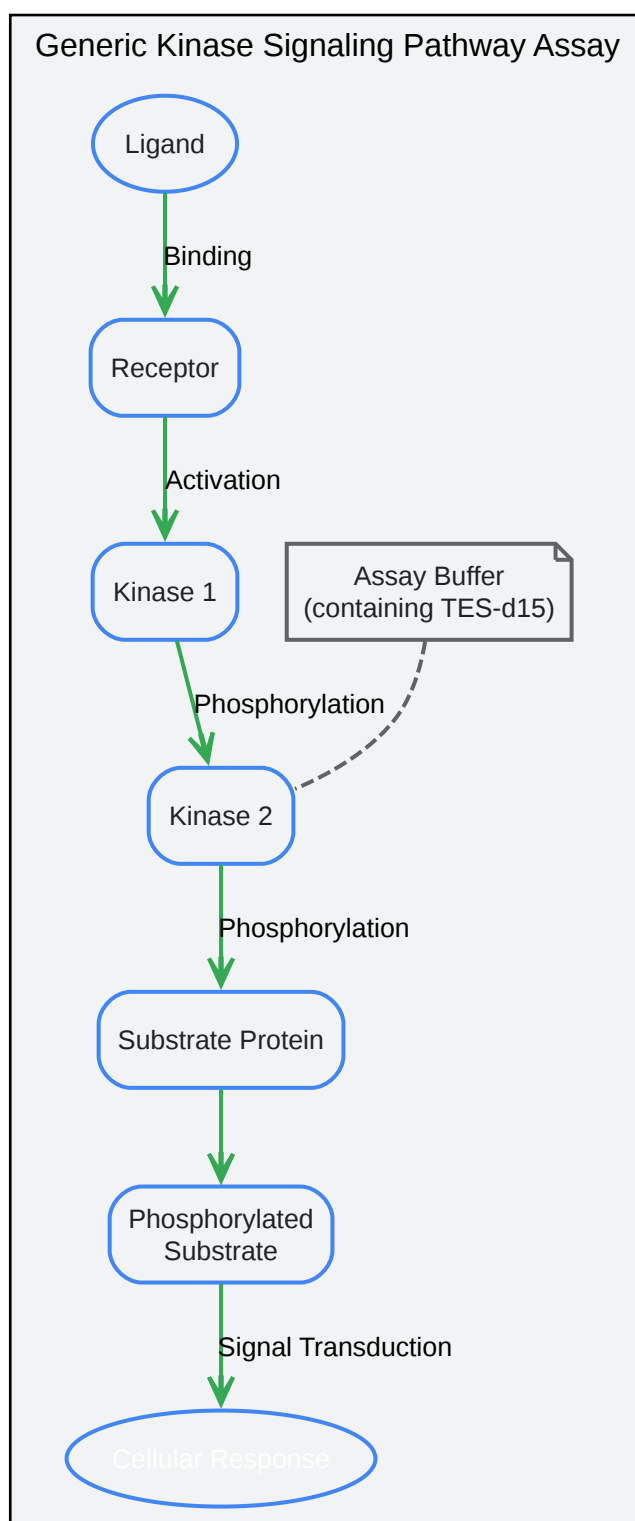 Generic Kinase Signaling Pathway Assay
Ligand
Binding
Receptor
Activation
Kinase 1
Assay Buffer
(containing TES-d15)
Phosphorylation
Kinase 2
Phosphorylation
Substrate Protein
Phosphorylated
Substrate
Signal Transduction
Cellular Response